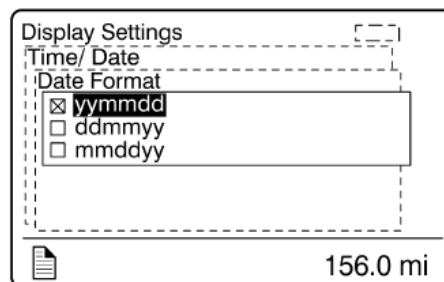 Display Settings
Time/ Date
Date Format
yymmdd
ddmmyy
mmddyy
156.0 mi